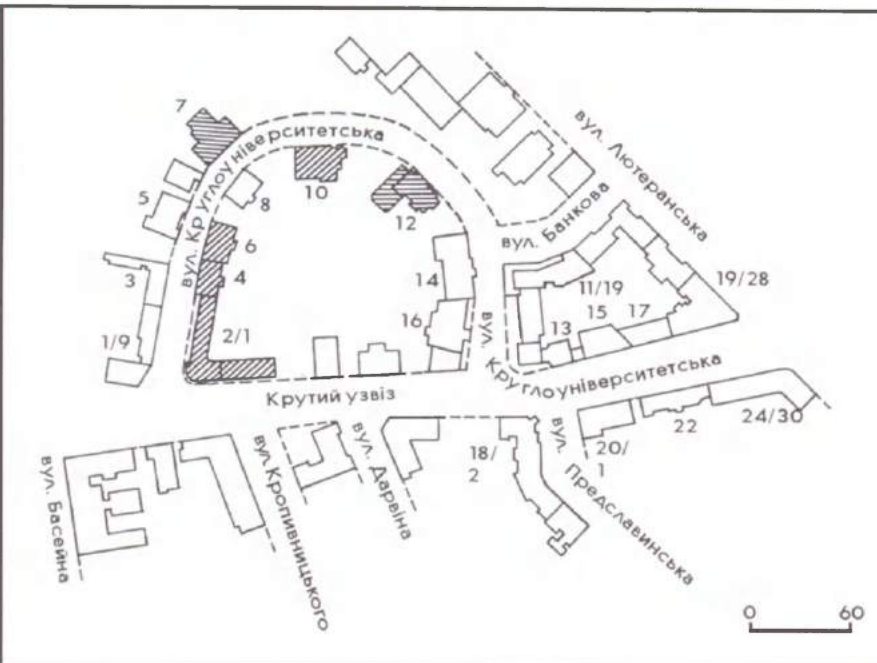 вул. Лютеранська
7
вул. Круглоуніверситетська
5
8
10
12
вул. Банкова
6
3
4
14
11/19
19/28
15
17
1/9
2/1
16
13
вул. Круглоуніверситетська
Крутий узвіз
24/30
22
20/
1
18/
2
вул. Басейна
вул. Кропивницького
вул. Дарвіна
вул. Предславинська
0
60